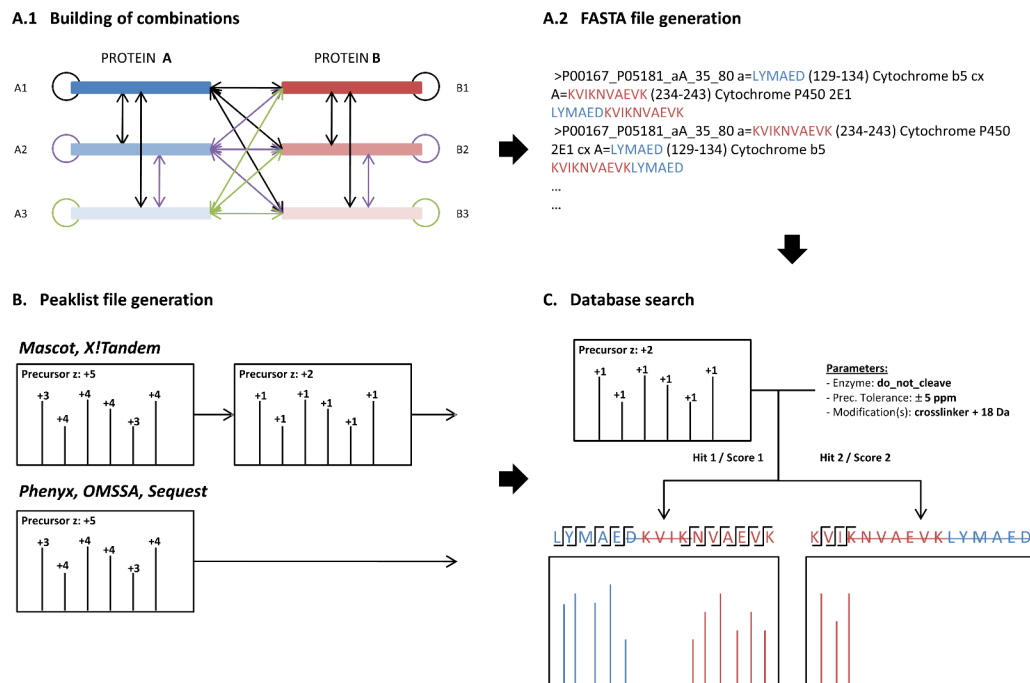 A.1 Building of combinations
PROTEIN A
PROTEIN B
A1
B1
A2
B2
A3
B3
A.2 FASTA file generation
>P00167_P05181_aA_35_80 a=LYMAED (129-134) Cytochrome b5 cx
A=KVIKNVAEVK (234-243) Cytochrome P450 2E1
LYMAEDKVIKNVAEVK
>P00167_P05181_aA_35_80 a=KVIKNVAEVK (234-243) Cytochrome P450
2E1 cx A=LYMAED (129-134) Cytochrome b5
KVIKNVAEVKLYMAED
...
...
B. Peaklist file generation
Mascot, X!Tandem
Precursor z: +5
+3 +4 +4 +4 +3 +4
Precursor z: +2
+1 +1 +1 +1 +1 +1
Phenyx, OMSSA, Sequest
Precursor z: +5
+3 +4 +4 +4 +3 +4
C. Database search
Precursor z: +2
+1 +1 +1 +1 +1 +1
Parameters:
- Enzyme: do_not_cleave
- Prec. Tolerance: ± 5 ppm
- Modification(s): crosslinker + 18 Da
Hit 1 / Score 1
Hit 2 / Score 2
L Y M A E D K V I K N V A E V K
K V I K N V A E V K L Y M A E D